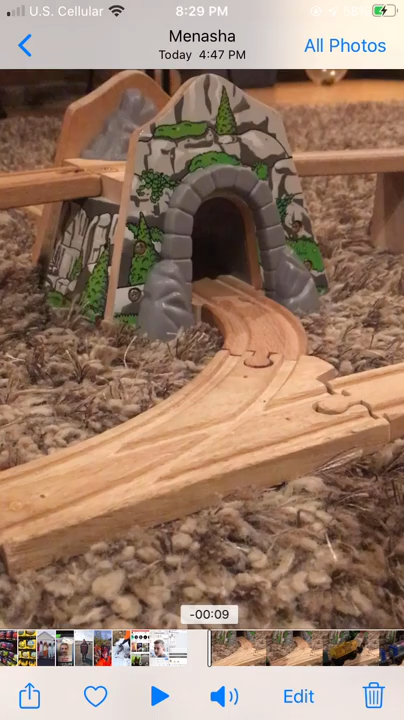 U.S. Cellular 8:29 PM
Menasha
Today 4:47 PM
All Photos
-00:09
Edit